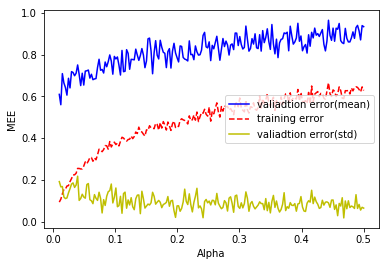 1.0
0.8
0.6
0.4
0.2
0.0
MEE
valiadtion error(mean)
training error
valiadtion error(std)
0.0 0.1 0.2 0.3 0.4 0.5
Alpha